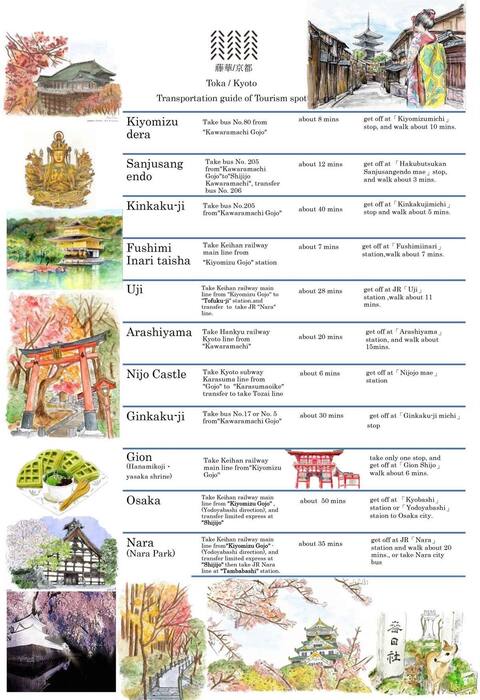 藤華/京都
Toka / Kyoto
Transportation guide of Tourism spot
Kiyomizu
dera
Take bus No.80 from
"Kawaramachi Gojo"
about 8 mins
get off at「Kiyomizumichi」
stop, and walk about 10 mins.
Sanjusang
endo
Take bus No. 205
from"Kawaramachi
Gojo"to"Shijijo
Kawaramachi", transfer
bus No. 206
about 12 mins
get off at 「Hakubutsukan
Sanjusangendo mae」stop,
and walk about 3 mins.
Kinkaku-ji
Take bus No.205
from"Kawaramachi Gojo"
about 40 mins
get off at「Kinkakujimichi」
stop and walk about 5 mins.
Fushimi
Inari taisha
Take Keihan railway
main line from
"Kiyomizu Gojo" station
about 7 mins
get off at「Fushimiinari」
station,walk about 7 mins.
Uji
Take Keihan railway main
line from"Kiyomizu Gojo" to
"Tofuku-ji" station.and
transfer to take JR "Nara"
line.
about 28 mins
get off at JR「Uji」
station ,walk about 11
mins.
Arashiyama
Take Hankyu railway
Kyoto line from
"Kawaramachi"
about 20 mins
get off at 「Arashiyama」
station, and walk about
15mins.
Nijo Castle
Take Kyoto subway
Karasuma line from
"Gojo" to "Karasumaoike"
transfer to take Tozai line
about 6 mins
get off at 「Nijojo mae」
station
Ginkaku-ji
Take bus No.17 or No. 5
from"Kawaramachi Gojo"
about 30 mins
get off at「Ginkaku-ji michi」
stop
Gion
(Hanamikoji・
yasaka shrine)
Take Keihan railway
main line from"Kiyomizu
Gojo"
take only one stop, and
get off at「Gion Shijo」
walk about 6 mins.
Osaka
Take Keihan railway main
line from"Kiyomizu Gojo" ,
(Yodoyabashi direction), and
transfer limited express at
"Shijijo"
about 50 mins
get off at 「Kyobashi」
station or「Yodoyabashi」
staion to Osaka city.
Nara
(Nara Park)
Take Keihan railway main
line from"Kiyomizu Gojo"・
(Yodoyabashi direction), and
transfer limited express at
"Shijijo" then take JR Nara
line at "Tambabashi" station.
about 35 mins
get off at JR「Nara」
station and walk about 20
mins., or take Nara city
bus
春日社